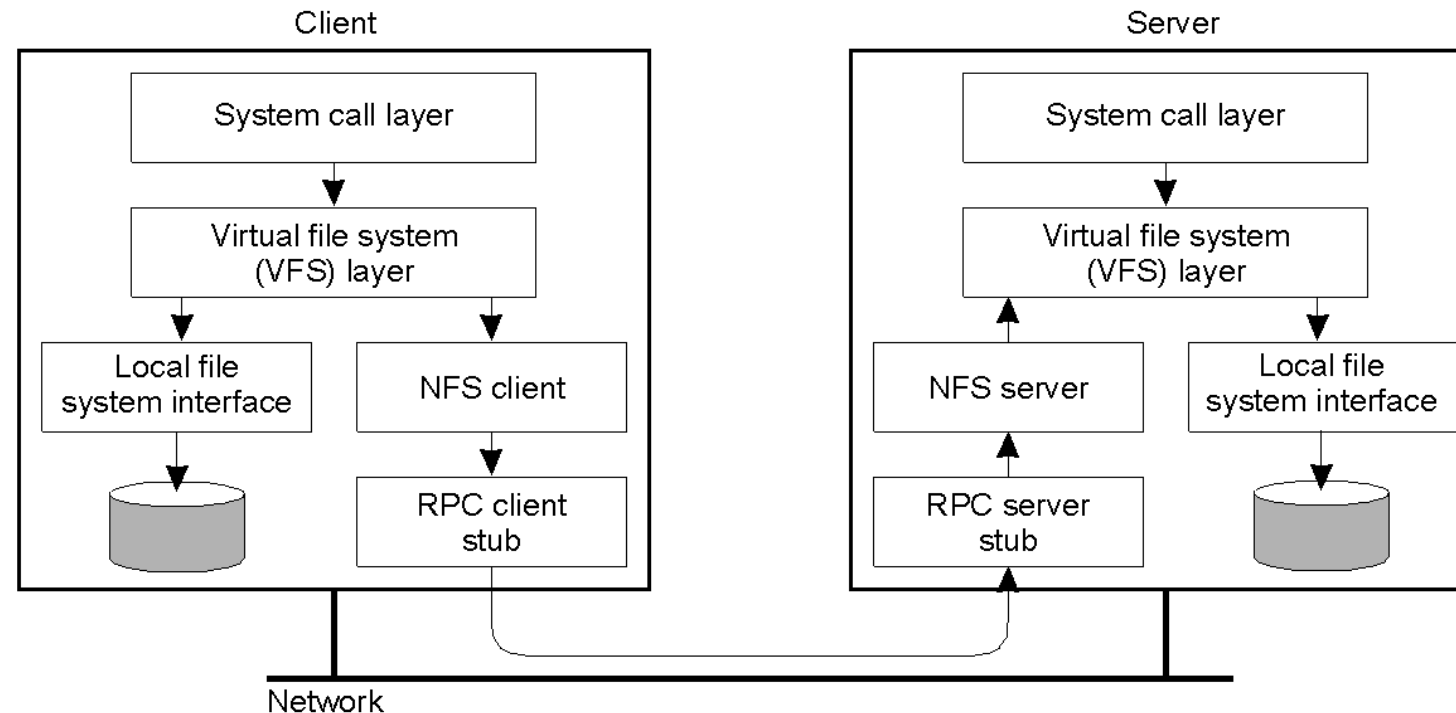 Client
Server
System call layer
Virtual file system
(VFS) layer
Local file
system interface
NFS client
RPC client
stub
System call layer
Virtual file system
(VFS) layer
NFS server
Local file
system interface
RPC server
stub
Network